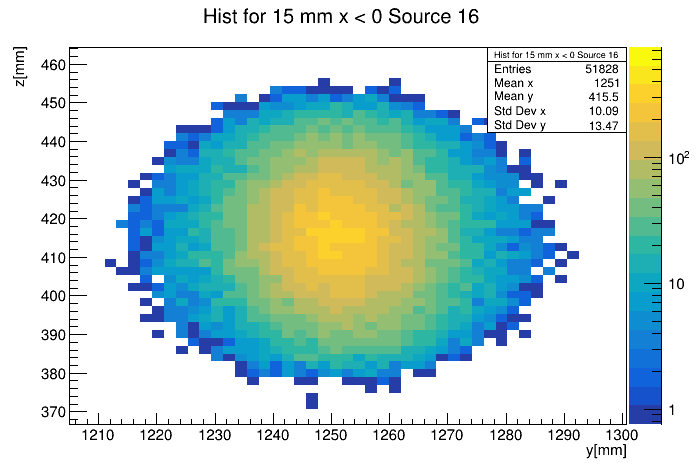 Hist for 15 mm x < 0 Source 16
z[mm]
460
450
440
430
420
410
400
390
380
370
1210 1220 1230 1240 1250 1260 1270 1280 1290 1300
y[mm]
Hist for 15 mm x < 0 Source 16
Entries 51828
Mean x 1251
Mean y 415.5
Std Dev x 10.09
Std Dev y 13.47
10²
10
1